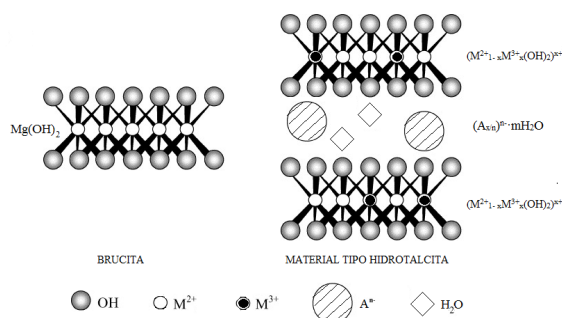 (M²⁺₁₋ₓM³⁺ₓ(OH)₂)ˣ⁺
Mg(OH)₂
(Aₓ/ₙ)ⁿ⁻·mH₂O
(M²⁺₁₋ₓM³⁺ₓ(OH)₂)ˣ⁺
BRUCITA
MATERIAL TIPO HIDROTALCITA
OH
M²⁺
M³⁺
Aⁿ⁻
H₂O